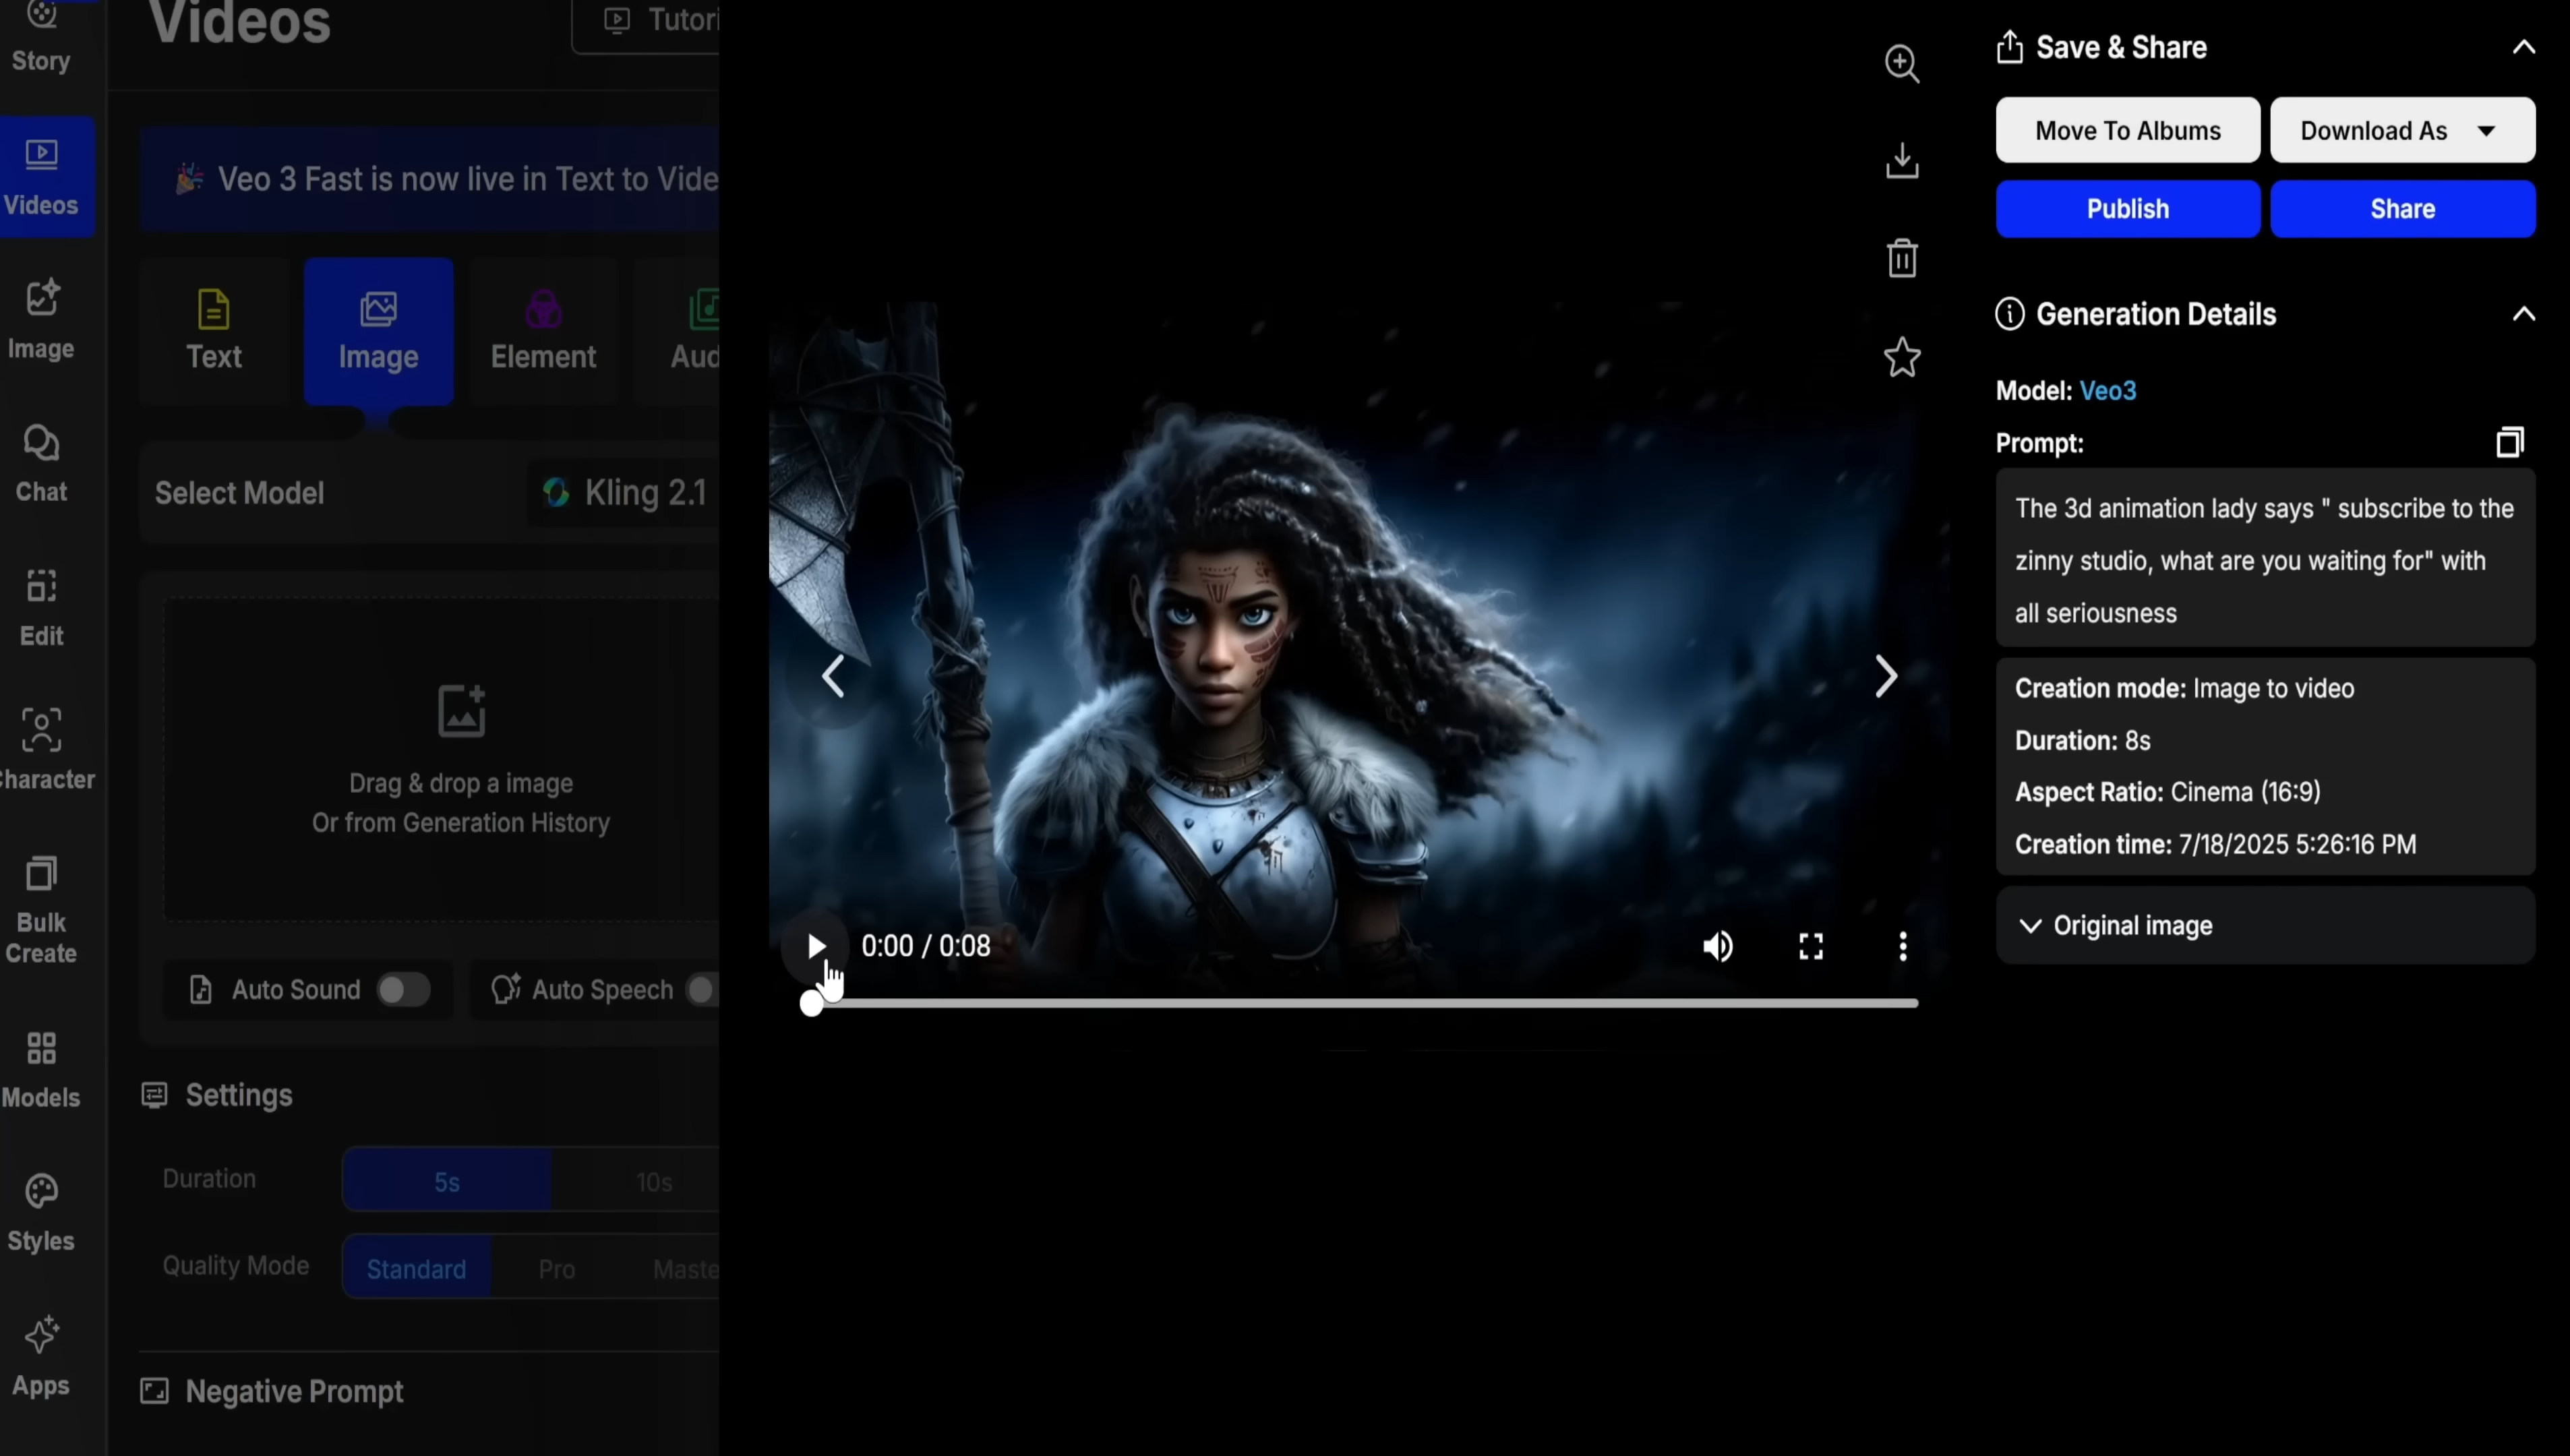 Story
Videos
Image
Chat
Edit
Character
Bulk
Create
Models
Styles
Apps
Videos
Tutori
Veo 3 Fast is now live in Text to Vide
Text
Image
Element
Aud
Select Model
Kling 2.1
Drag & drop a image
Or from Generation History
Auto Sound
Auto Speech
Settings
Duration
5s
10s
Quality Mode
Standard
Pro
Maste
Negative Prompt
0:00 / 0:08
Save & Share
Move To Albums
Download As
Publish
Share
Generation Details
Model: Veo3
Prompt:
The 3d animation lady says " subscribe to the
zinny studio, what are you waiting for" with
all seriousness
Creation mode: Image to video
Duration: 8s
Aspect Ratio: Cinema (16:9)
Creation time: 7/18/2025 5:26:16 PM
Original image